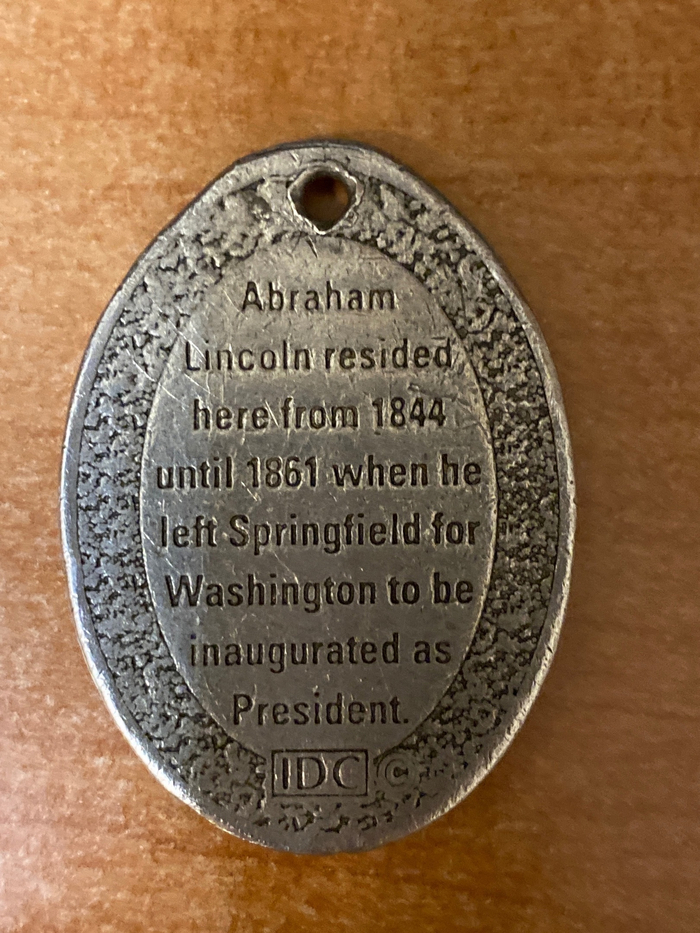 Abraham
Lincoln resided
here from 1844
until 1861 when he
left Springfield for
Washington to be
inaugurated as
President.
IDC ©